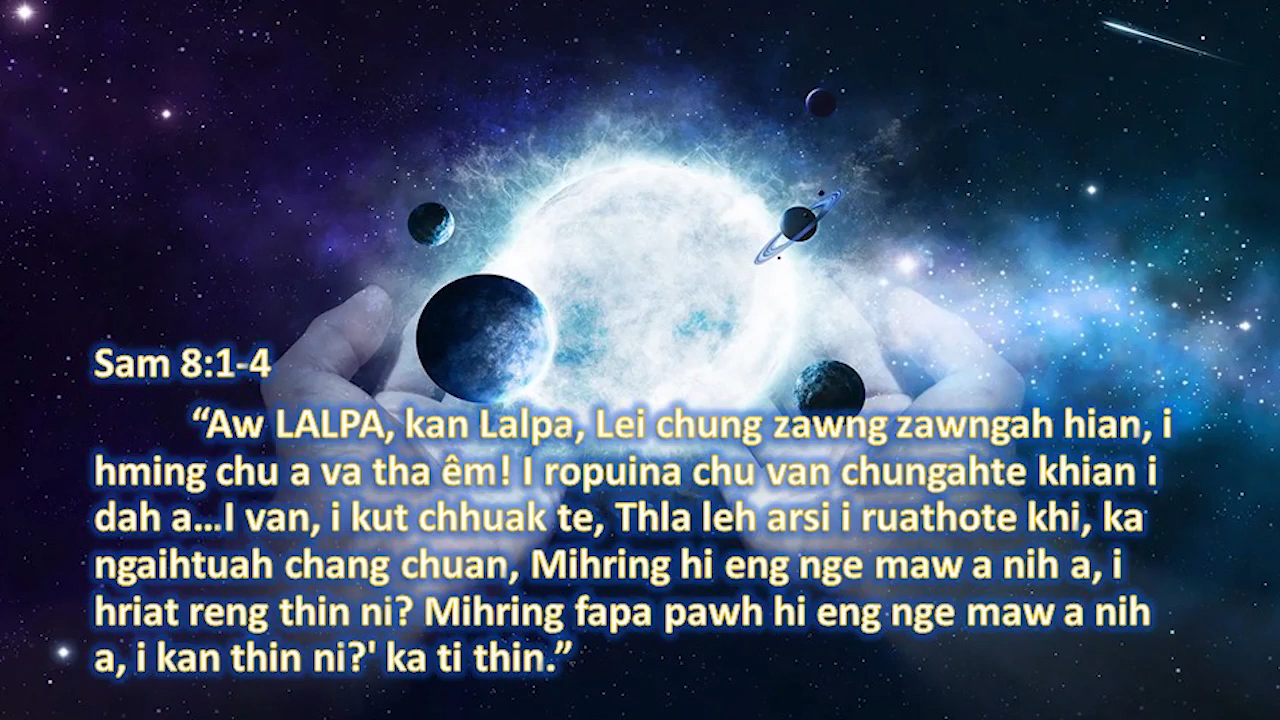 Sam 8:1-4
“Aw LALPA, kan Lalpa, Lei chung zawng zawngah hian, i
hming chu a va tha êm! I ropuina chu van chungahte khian i
dah a...I van, i kut chhuak te, Thla leh arsi i ruathote khi, ka
ngaihtuah chang chuan, Mihring hi eng nge maw a nih a, i
hriat reng thin ni? Mihring fapa pawh hi eng nge maw a nih
a, i kan thin ni?' ka ti thin.”